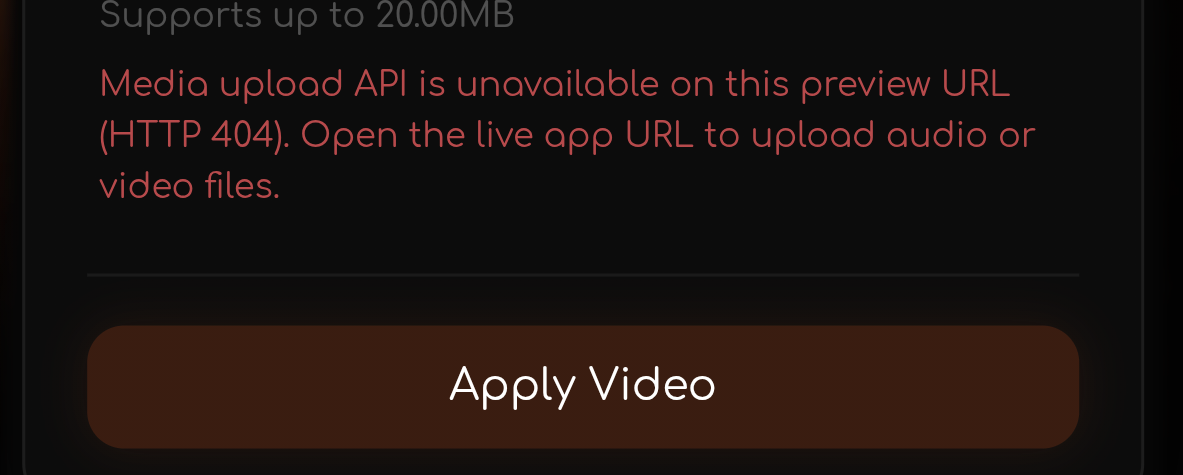 Supports up to 20.00MB
Media upload API is unavailable on this preview URL
(HTTP 404). Open the live app URL to upload audio or
video files.
Apply Video